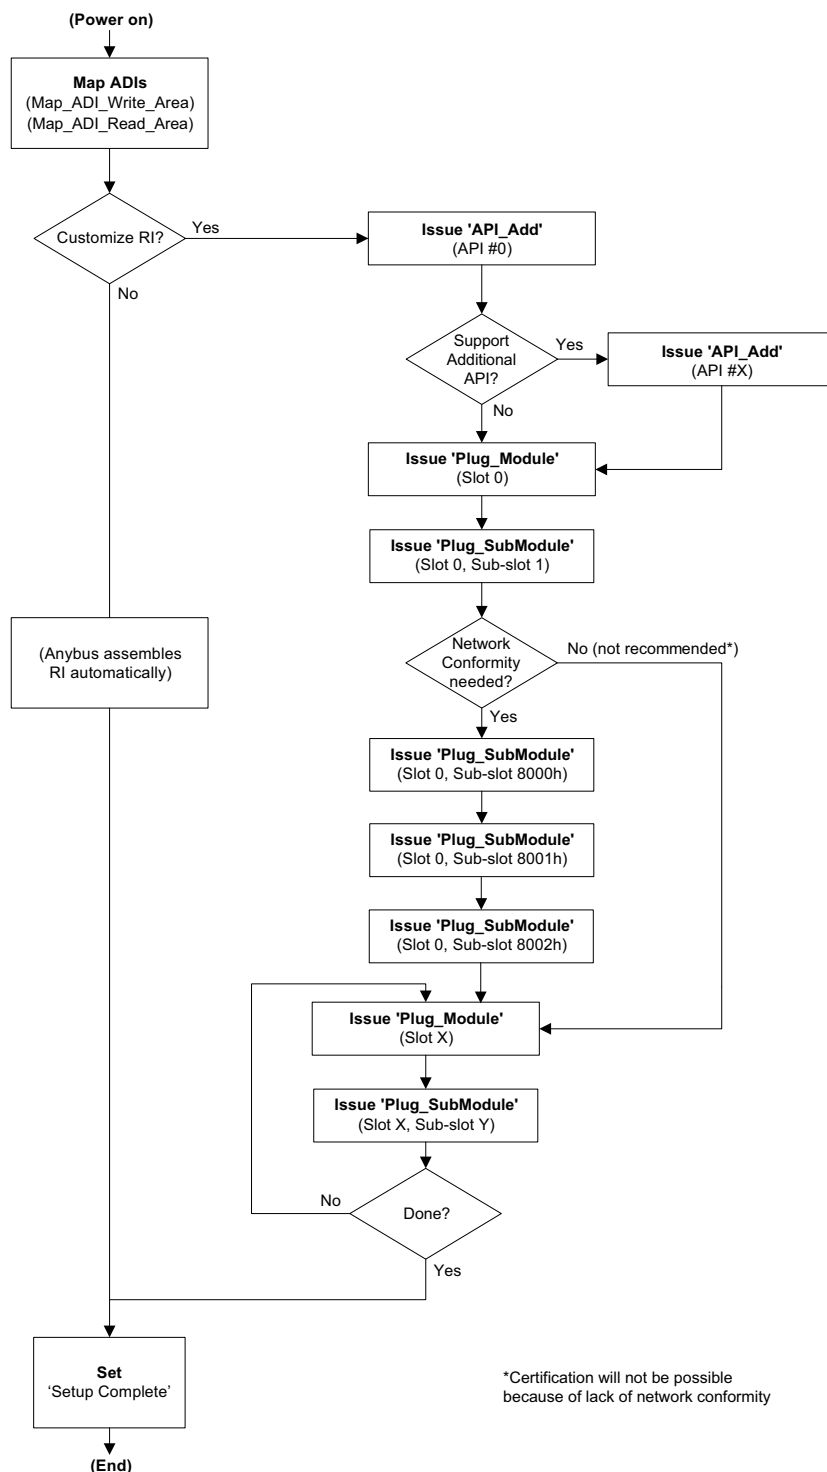 (Power on)
Map ADIs
(Map_ADI_Write_Area)
(Map_ADI_Read_Area)
Customize RI?
Yes
No
Issue 'API_Add'
(API #0)
Support
Additional
API?
Yes
No
Issue 'API_Add'
(API #X)
Issue 'Plug_Module'
(Slot 0)
Issue 'Plug_SubModule'
(Slot 0, Sub-slot 1)
(Anybus assembles
RI automatically)
Network
Conformity
needed?
No (not recommended*)
Yes
Issue 'Plug_SubModule'
(Slot 0, Sub-slot 8000h)
Issue 'Plug_SubModule'
(Slot 0, Sub-slot 8001h)
Issue 'Plug_SubModule'
(Slot 0, Sub-slot 8002h)
Issue 'Plug_Module'
(Slot X)
Issue 'Plug_SubModule'
(Slot X, Sub-slot Y)
No
Done?
Yes
Set
‘Setup Complete’
(End)
*Certification will not be possible
because of lack of network conformity